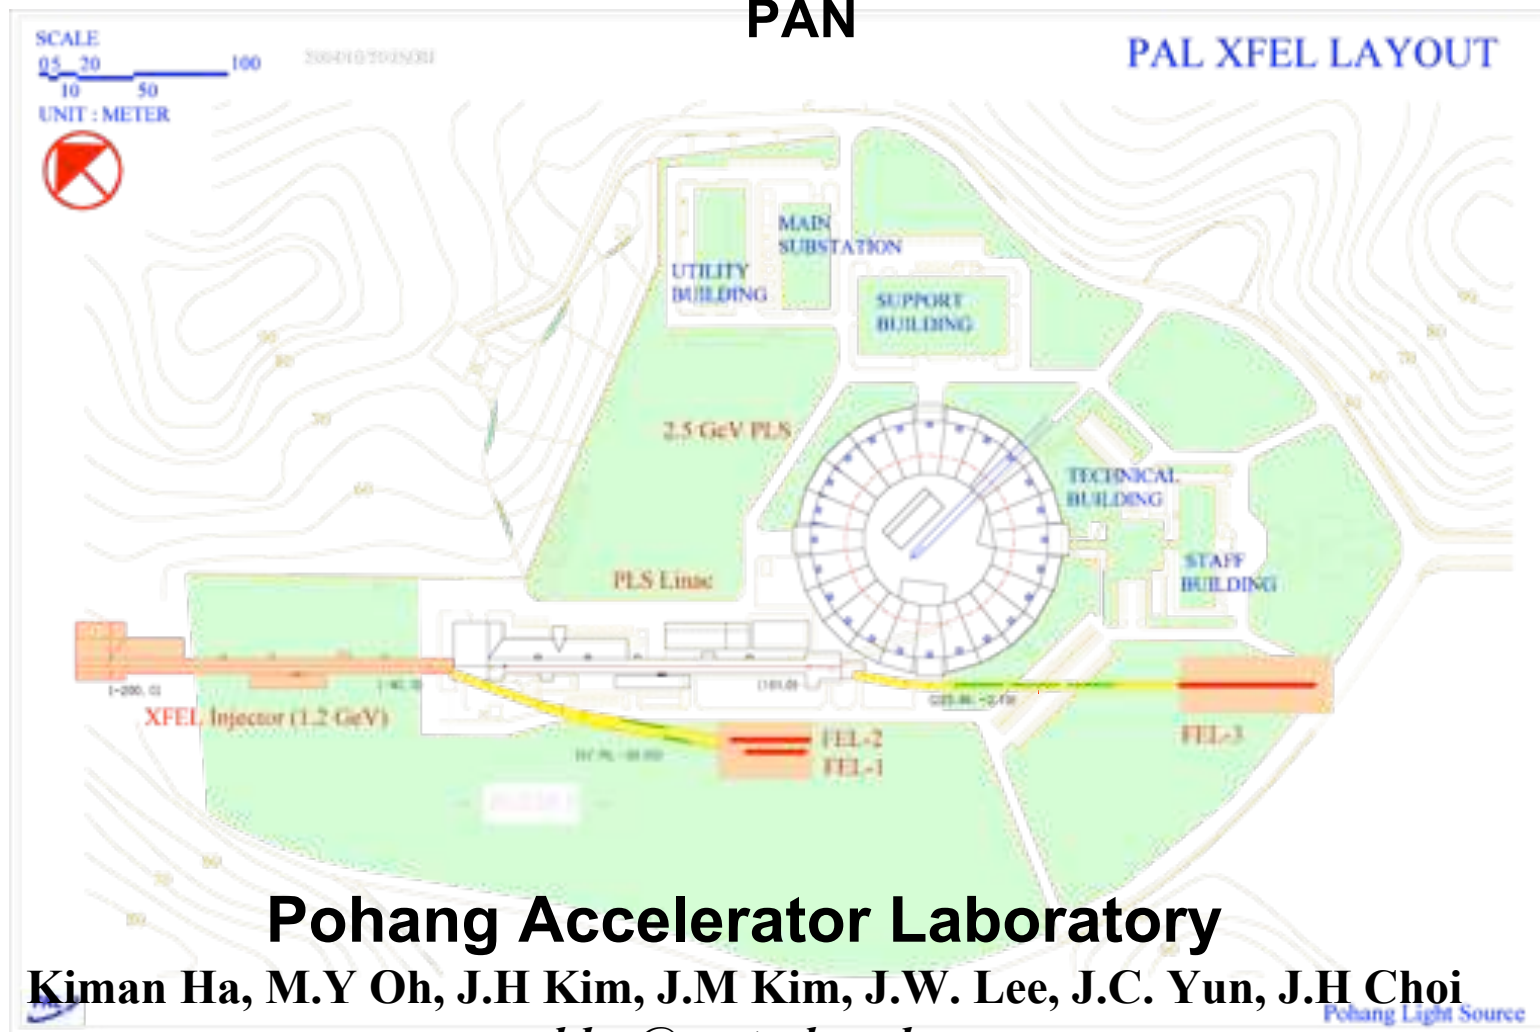 PAN
SCALE
PAL XFEL LAYOUT
0 5 20 100
10 50
UNIT : METER
MAIN
SUBSTATION
UTILITY
BUILDING
SUPPORT
BUILDING
2.5 GeV PLS
TECHNICAL
BUILDING
STAFF
BUILDING
PLS Linac
XFEL Injector (1.2 GeV)
FEL-2
FEL-1
FEL-3
60
Pohang Accelerator Laboratory
Kiman Ha, M.Y Oh, J.H Kim, J.M Kim, J.W. Lee, J.C. Yun, J.H Choi
Pohang Light Source